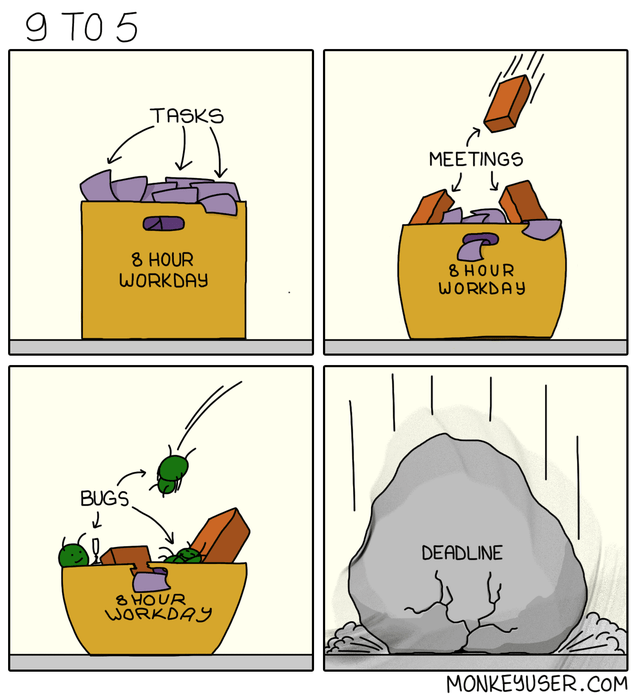 9 TO 5
TASKS
8 HOUR
WORKDAY
MEETINGS
8 HOUR
WORKDAY
BUGS
8 HOUR
WORKDAY
DEADLINE
MONKEYUSER.COM